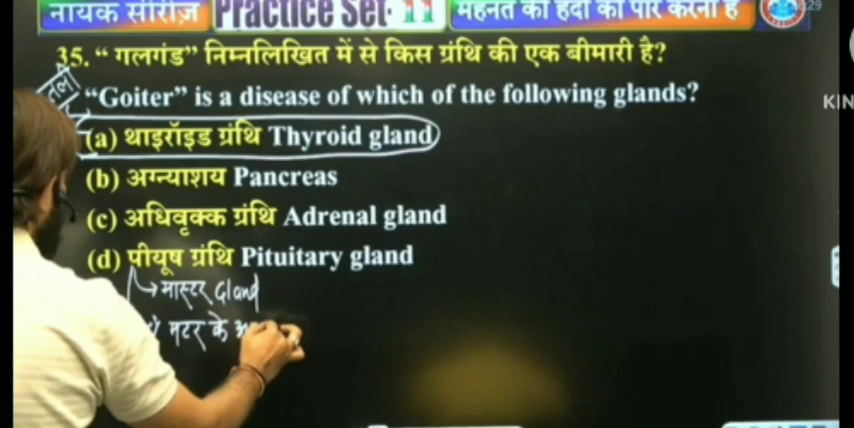 नायक सीरीज़ Practice Set- 11 मेहनत की हदों को पार करना है
35. “ गलगंड” निम्नलिखित में से किस ग्रंथि की एक बीमारी है?
“Goiter” is a disease of which of the following glands?
(a) थाइरॉइड ग्रंथि Thyroid gland
(b) अग्न्याशय Pancreas
(c) अधिवृक्क ग्रंथि Adrenal gland
(d) पीयूष ग्रंथि Pituitary gland
मास्टर Gland
मटर के
KIN